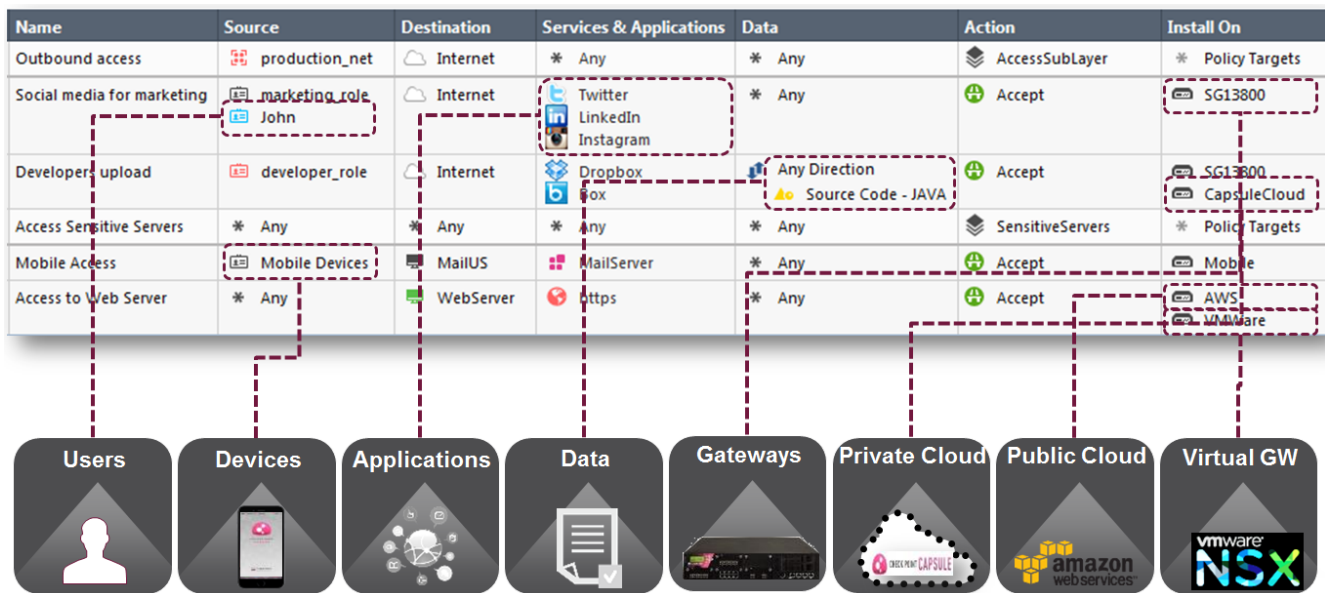 Name Source Destination Services & Applications Data Action Install On
Outbound access production_net Internet * Any * Any AccessSubLayer * Policy Targets
Social media for marketing marketing_role Internet Twitter * Any Accept SG13800
John LinkedIn
Instagram
Developers upload developer_role Internet Dropbox Any Direction Accept SG13800
Box Source Code - JAVA CapsuleCloud
Access Sensitive Servers * Any * Any * Any * Any SensitiveServers * Policy Targets
Mobile Access Mobile Devices MailUS MailServer * Any Accept Mobile
Access to Web Server * Any WebServer https * Any Accept AWS
VMWare
Users Devices Applications Data Gateways Private Cloud Public Cloud Virtual GW
CHECK POINT CAPSULE
amazon
web services™
vmware®
NSX